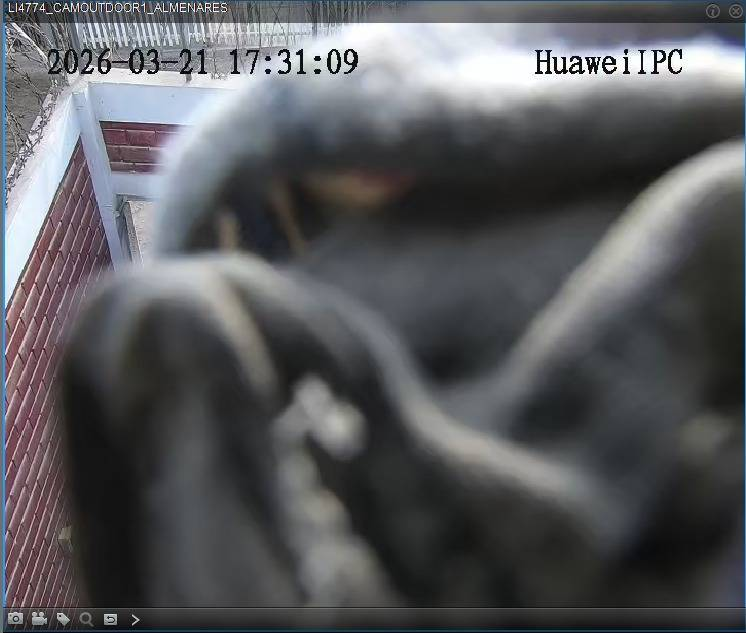 LI4774_CAMOUTDOOR1_ALMENARES
2026-03-21 17:31:09
HuaweiIPC